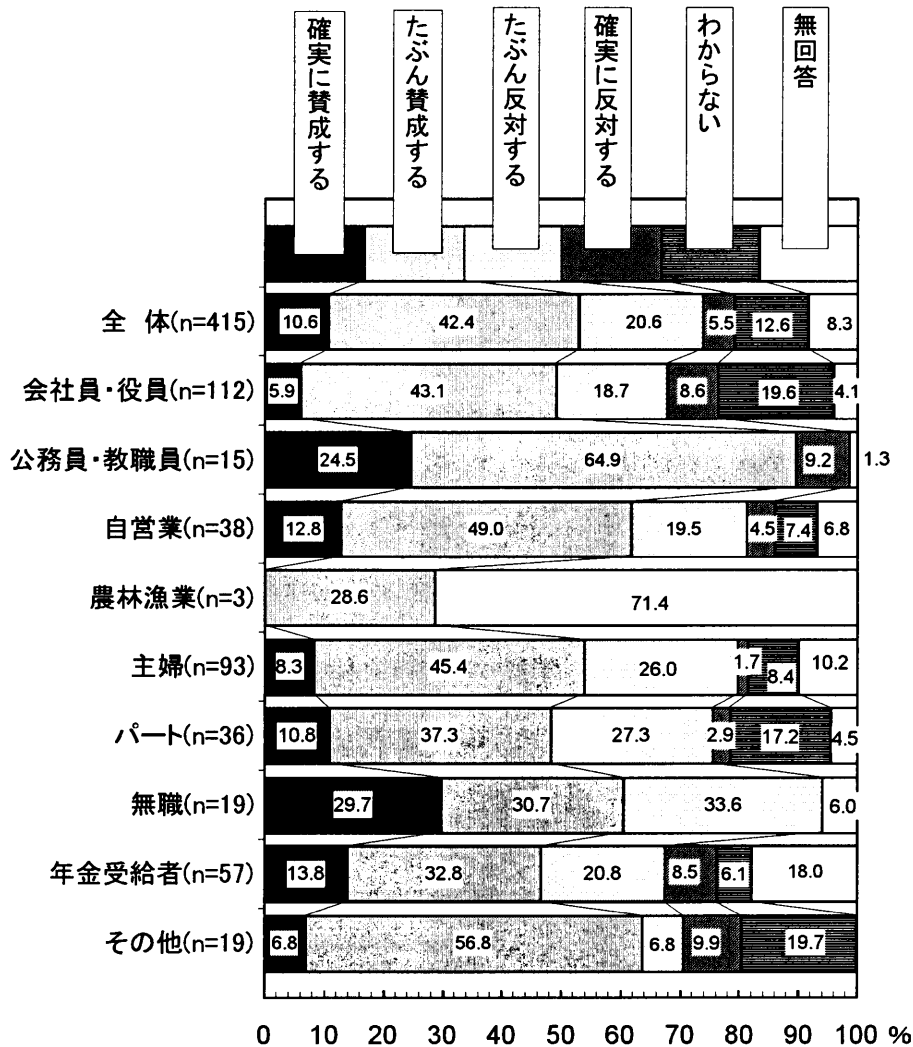 確実に賛成する
たぶん賛成する
たぶん反対する
確実に反対する
わからない
無回答
全 体(n=415) 10.6 42.4 20.6 5.5 12.6 8.3
会社員・役員(n=112) 5.9 43.1 18.7 8.6 19.6 4.1
公務員・教職員(n=15) 24.5 64.9 9.2 1.3
自営業(n=38) 12.8 49.0 19.5 4.5 7.4 6.8
農林漁業(n=3) 28.6 71.4
主婦(n=93) 8.3 45.4 26.0 1.7 8.4 10.2
パート(n=36) 10.8 37.3 27.3 2.9 17.2 4.5
無職(n=19) 29.7 30.7 33.6 6.0
年金受給者(n=57) 13.8 32.8 20.8 8.5 6.1 18.0
その他(n=19) 6.8 56.8 6.8 9.9 19.7
0 10 20 30 40 50 60 70 80 90 100 %